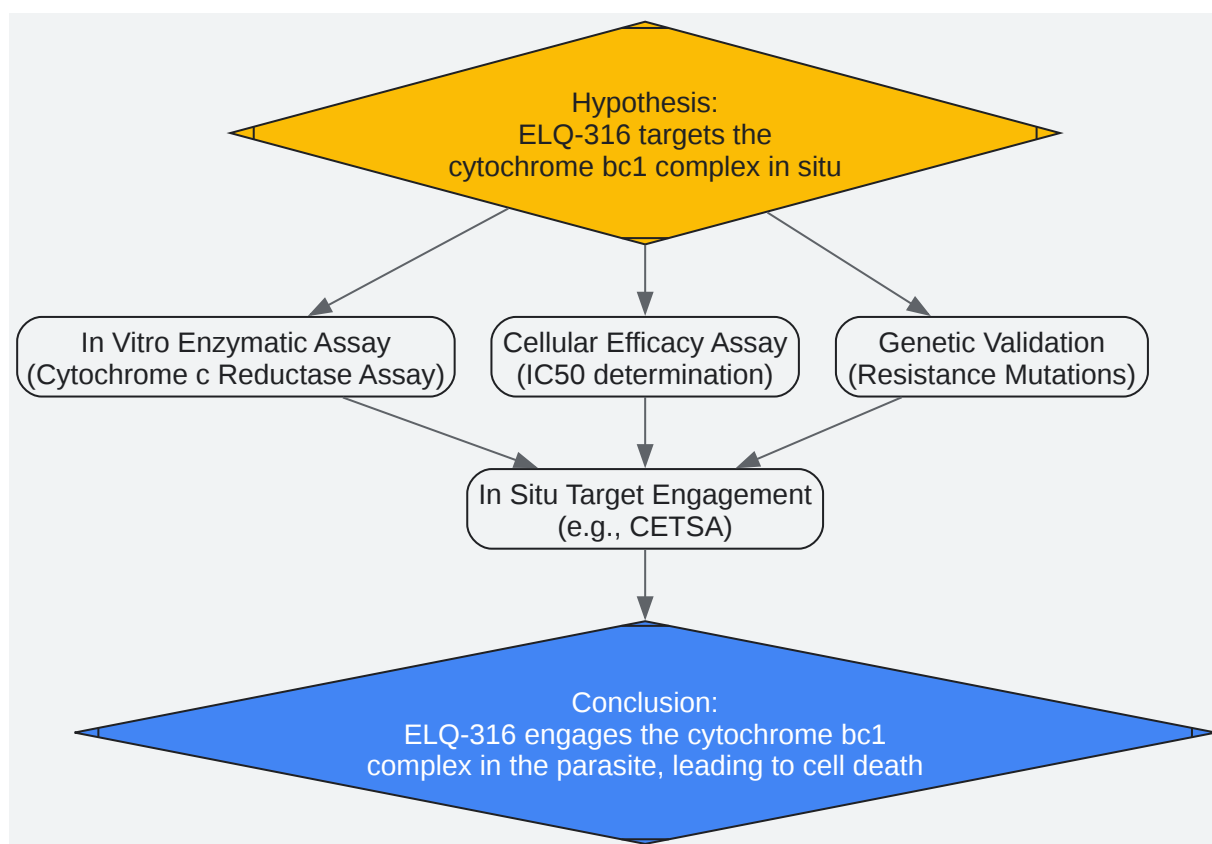 Hypothesis:
ELQ-316 targets the
cytochrome bc1 complex in situ
In Vitro Enzymatic Assay
(Cytochrome c Reductase Assay)
Cellular Efficacy Assay
(IC50 determination)
Genetic Validation
(Resistance Mutations)
In Situ Target Engagement
(e.g., CETSA)
Conclusion:
ELQ-316 engages the cytochrome bc1
complex in the parasite, leading to cell death